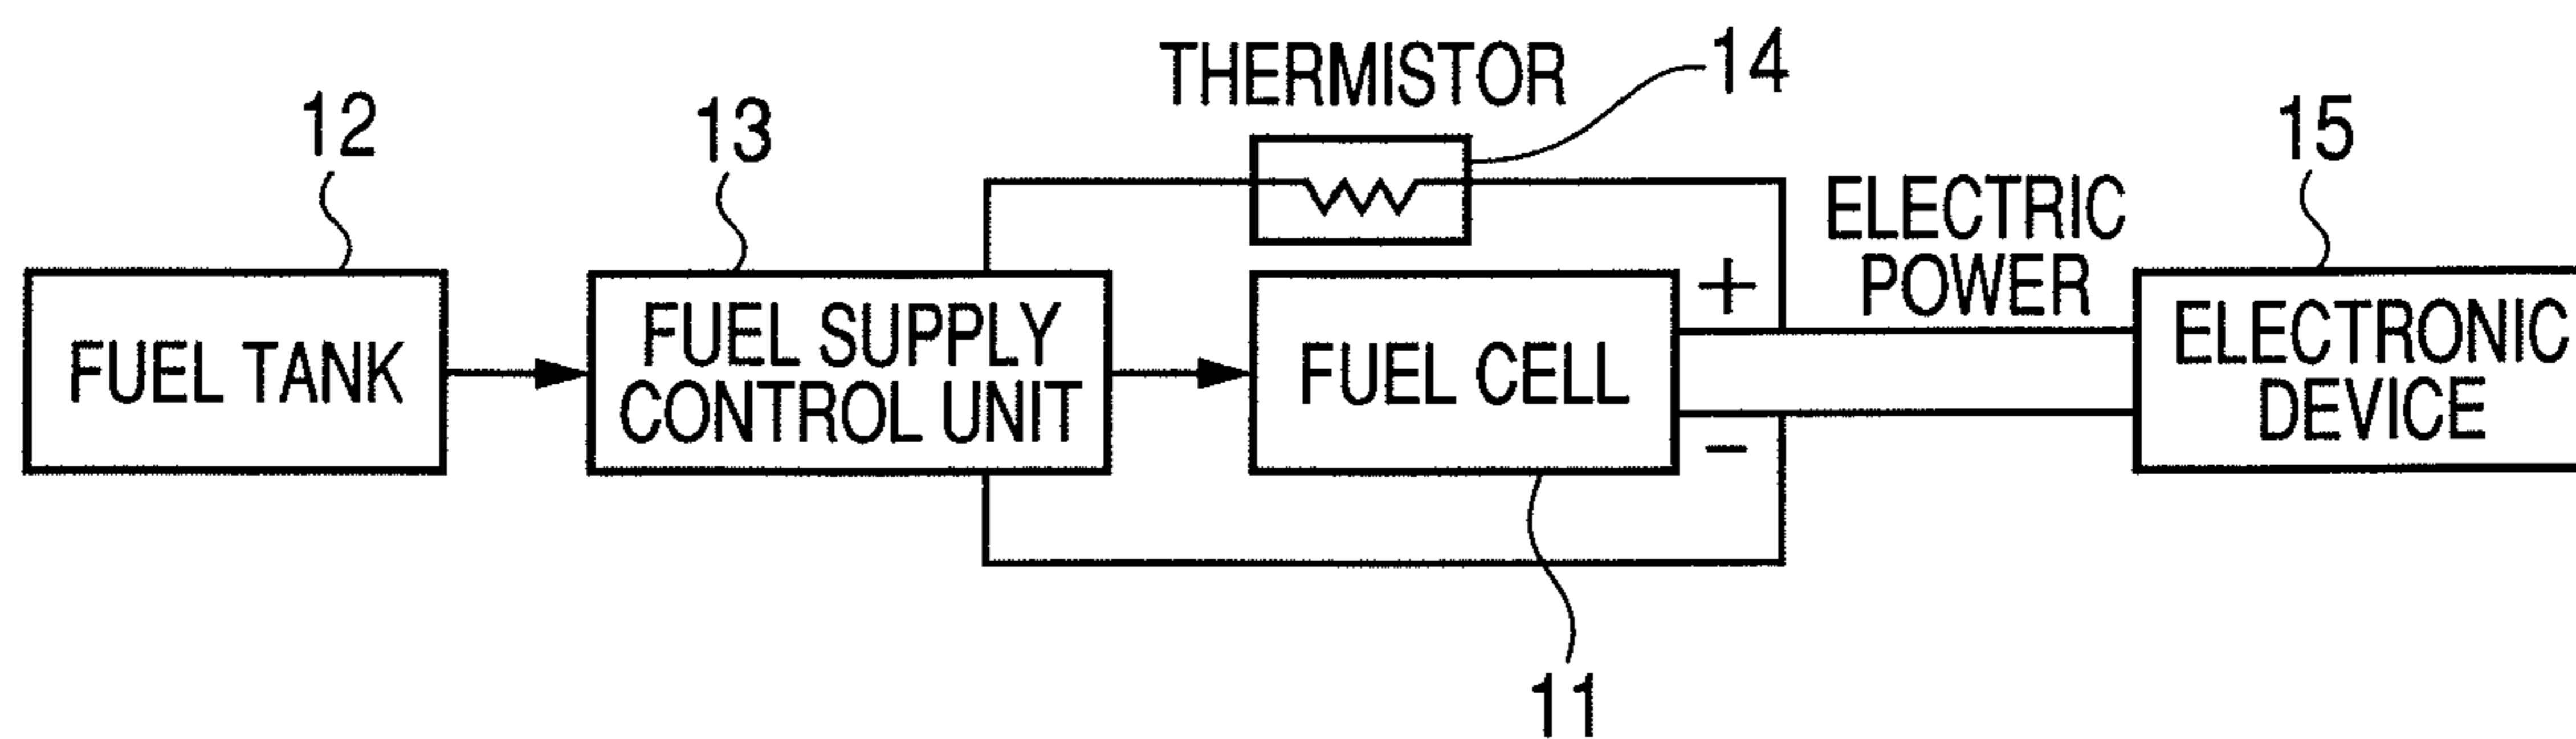 12
13
THERMISTOR
14
15
FUEL TANK
FUEL SUPPLY
CONTROL UNIT
FUEL CELL
+
-
ELECTRIC
POWER
ELECTRONIC
DEVICE
11